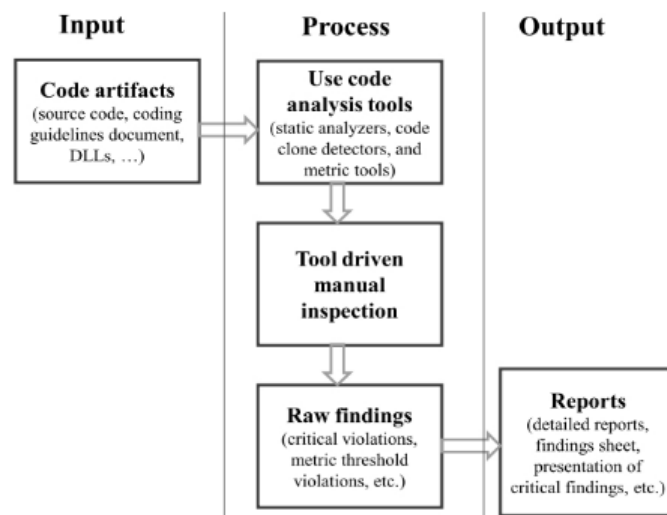 Input
Process
Output
Code artifacts
(source code, coding
guidelines document,
DLLs, …)
Use code
analysis tools
(static analyzers, code
clone detectors, and
metric tools)
Tool driven
manual
inspection
Raw findings
(critical violations,
metric threshold
violations, etc.)
Reports
(detailed reports,
findings sheet,
presentation of
critical findings, etc.)